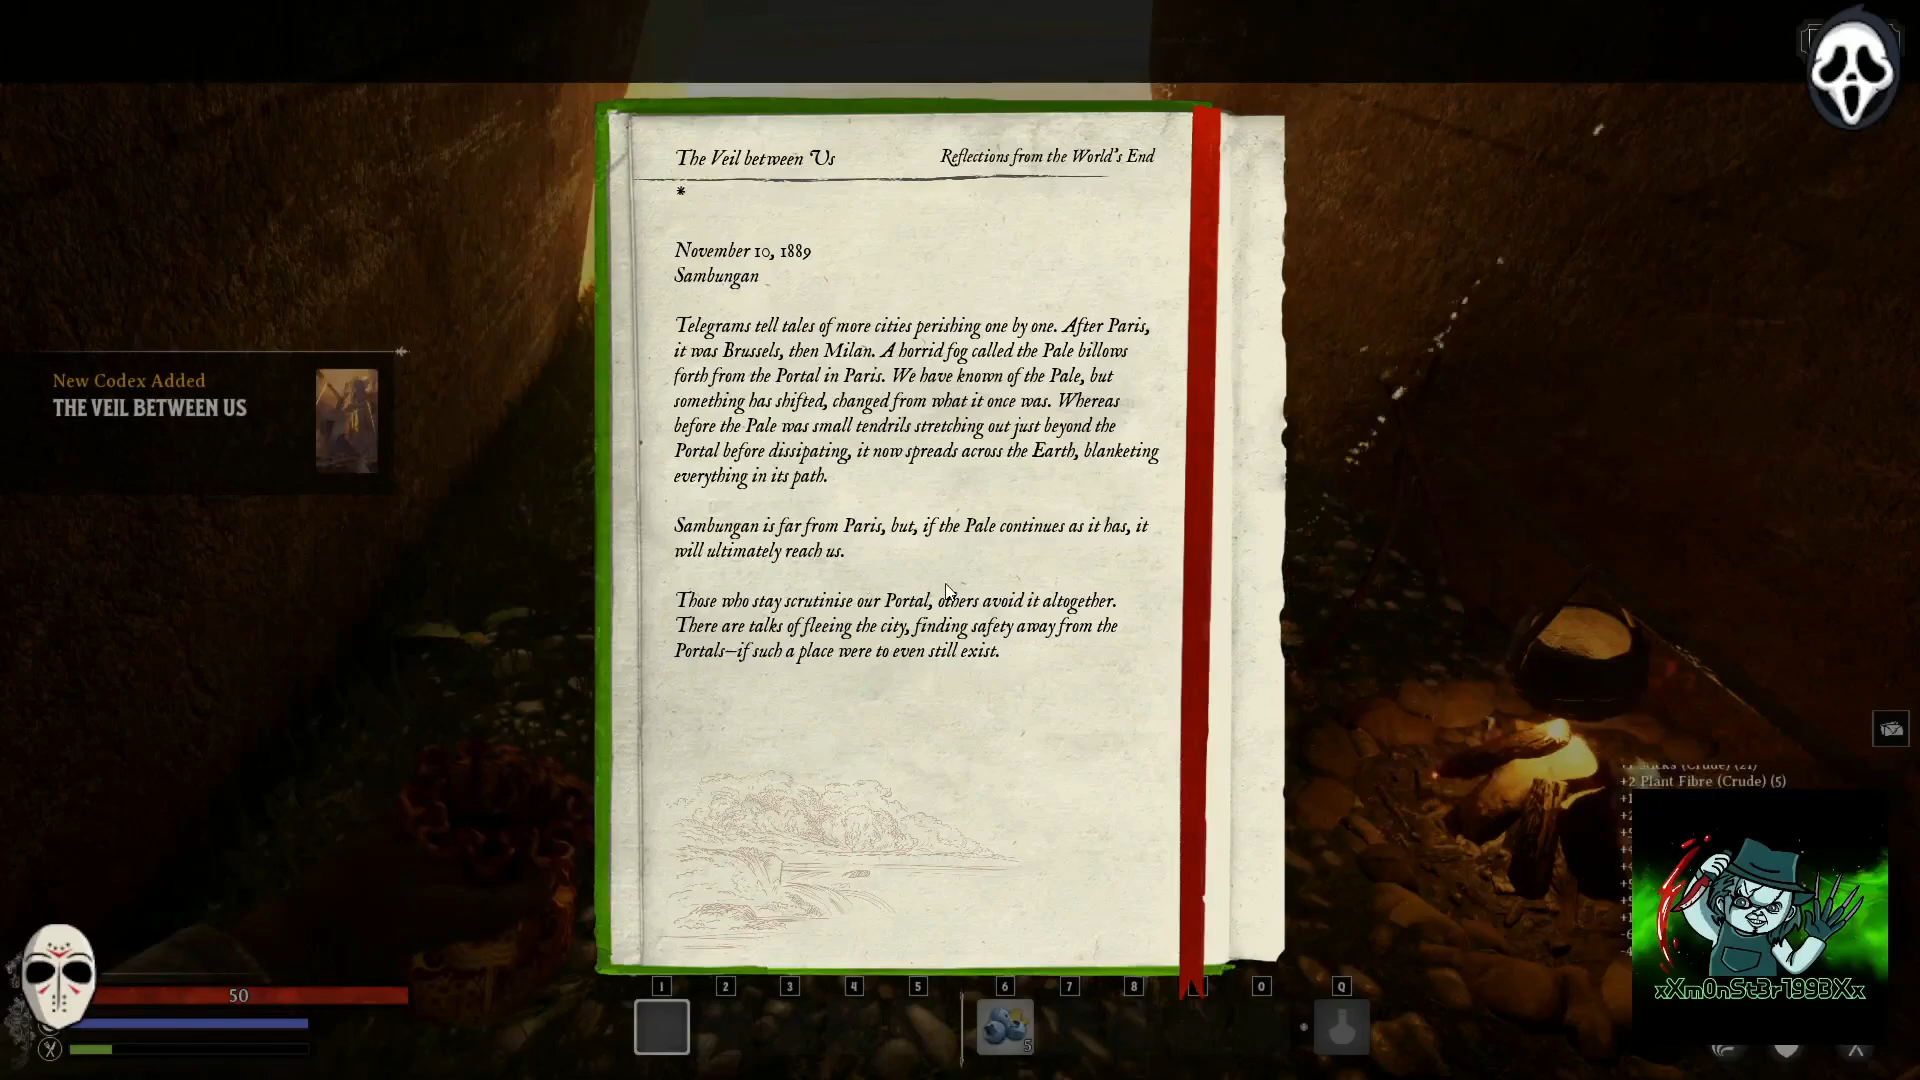 The Veil between Us
Reflections from the World's End
*
November 10, 1889
Sambungan
Telegrams tell tales of more cities perishing one by one. After Paris,
it was Brussels, then Milan. A horrid fog called the Pale billows
forth from the Portal in Paris. We have known of the Pale, but
something has shifted, changed from what it once was. Whereas
before the Pale was small tendrils stretching out just beyond the
Portal before dissipating, it now spreads across the Earth, blanketing
everything in its path.
Sambungan is far from Paris, but, if the Pale continues as it has, it
will ultimately reach us.
Those who stay scrutinise our Portal, others avoid it altogether.
There are talks of fleeing the city, finding safety away from the
Portals—if such a place were to even still exist.
New Codex Added
THE VEIL BETWEEN US
+2 Plant Fibre (Crude) (5)
xXm0nSt3r1993Xx
50
1 2 3 4 5 6 7 8 0 Q
5